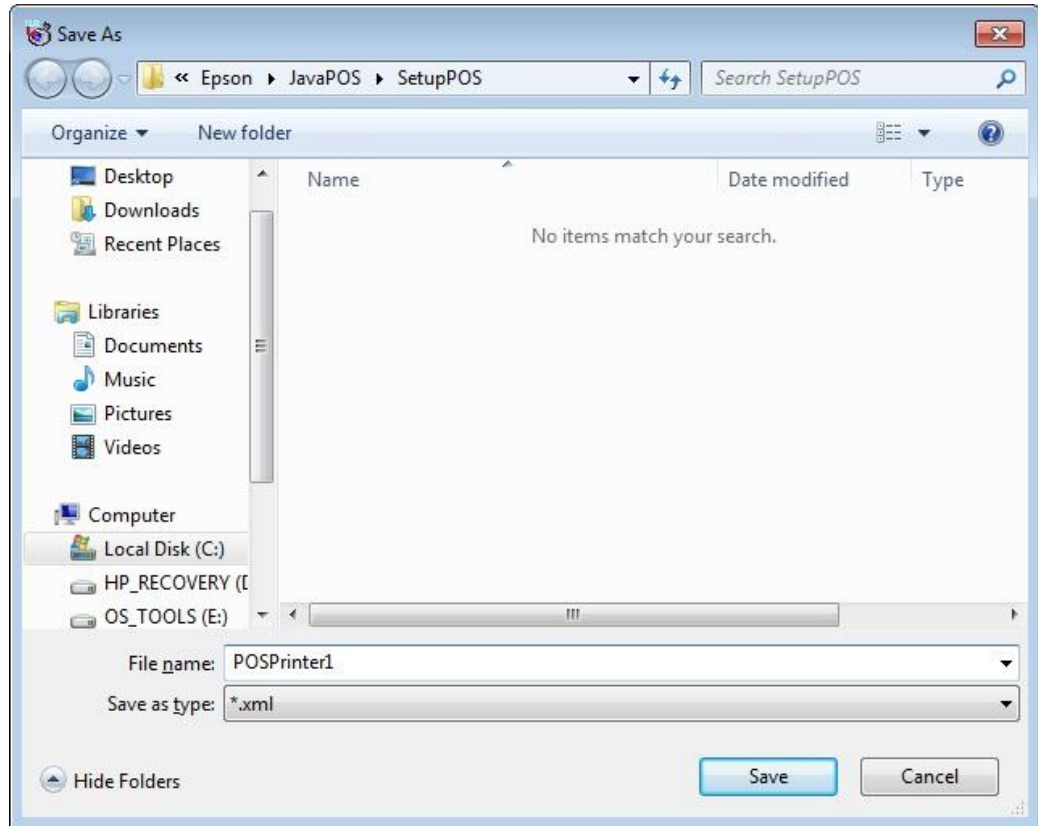 Save As
« Epson ▸ JavaPOS ▸ SetupPOS
Search SetupPOS
Organize ▾ New folder
Desktop
Downloads
Recent Places
Libraries
Documents
Music
Pictures
Videos
Computer
Local Disk (C:)
HP_RECOVERY (D
OS_TOOLS (E:)
Name Date modified Type
No items match your search.
File name: POSPrinter1
Save as type: *.xml
Hide Folders
Save Cancel